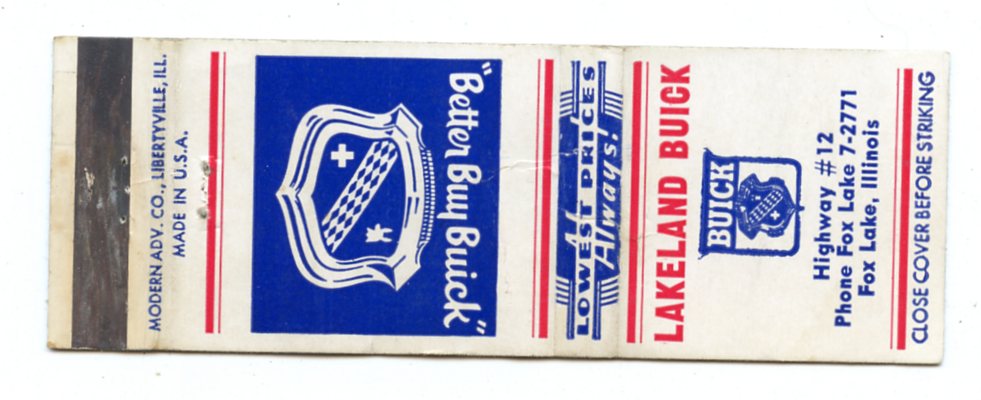 MODERN ADV. CO., LIBERTYVILLE, ILL.
MADE IN U.S.A.
"Better Buy Buick"
At
LOWEST PRICES
Always!
LAKELAND BUICK
BUICK
Highway #12
Phone Fox Lake 7-2771
Fox Lake, Illinois
CLOSE COVER BEFORE STRIKING